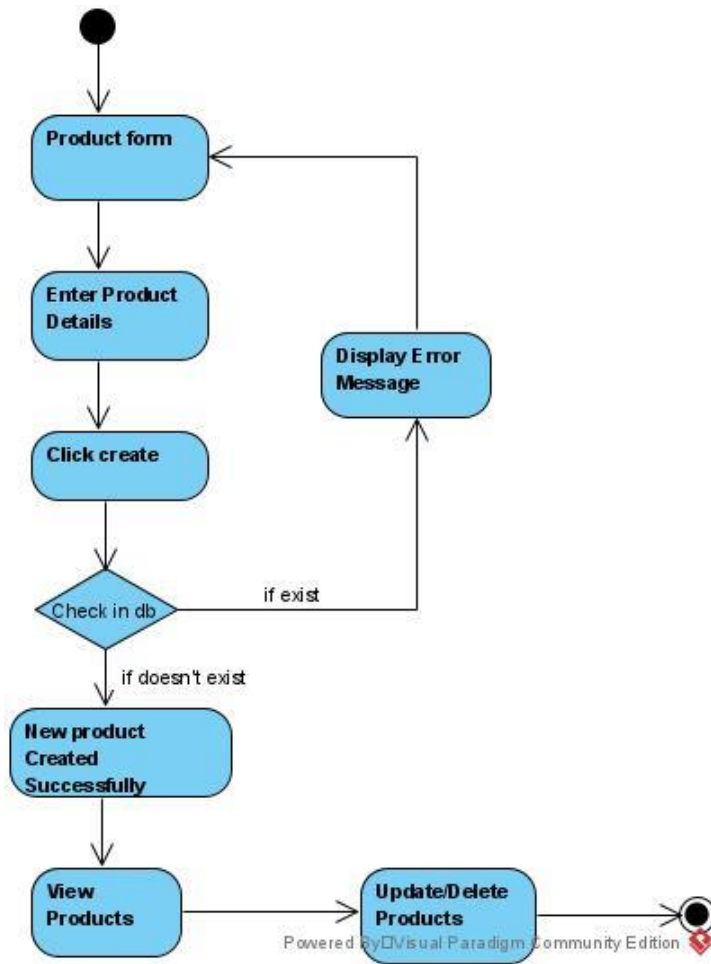 Product form
Enter Product
Details
Display Error
Message
Click create
Check in db
if exist
if doesn't exist
New product
Created
Successfully
View
Products
Update/Delete
Products
Powered By□Visual Paradigm Community Edition